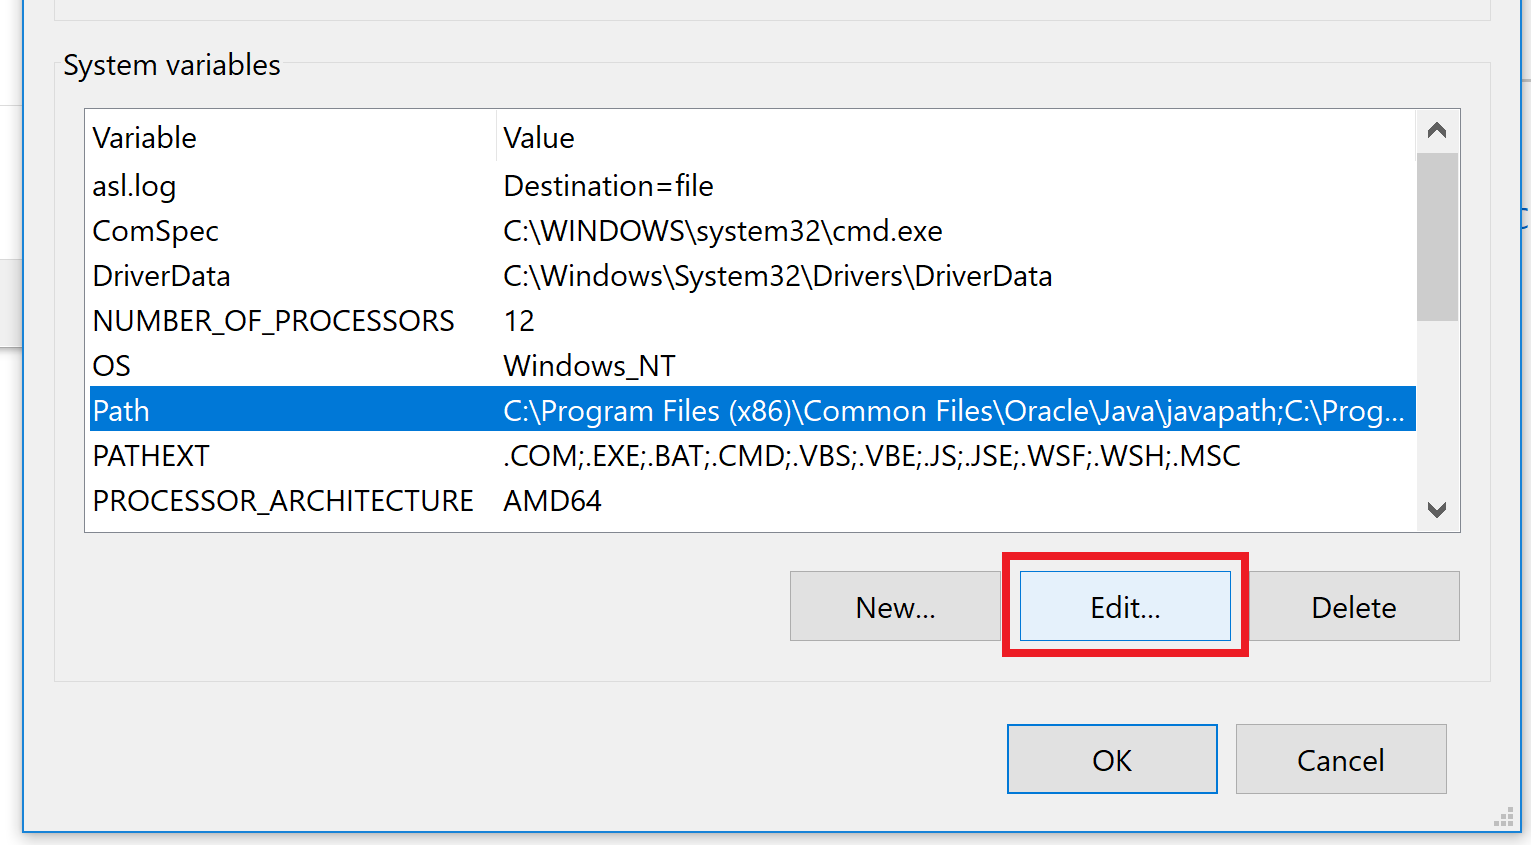 System variables
Variable Value
asl.log Destination=file
ComSpec C:\WINDOWS\system32\cmd.exe
DriverData C:\Windows\System32\Drivers\DriverData
NUMBER_OF_PROCESSORS 12
OS Windows_NT
Path C:\Program Files (x86)\Common Files\Oracle\Java\javapath;C:\Prog...
PATHEXT .COM;.EXE;.BAT;.CMD;.VBS;.VBE;.JS;.JSE;.WSF;.WSH;.MSC
PROCESSOR_ARCHITECTURE AMD64
New... Edit... Delete
OK Cancel